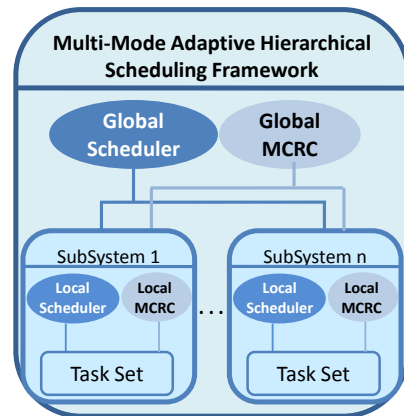 Multi-Mode Adaptive Hierarchical
Scheduling Framework
Global
Scheduler
Global
MCRC
SubSystem 1
Local
Scheduler
Local
MCRC
Task Set
...
SubSystem n
Local
Scheduler
Local
MCRC
Task Set